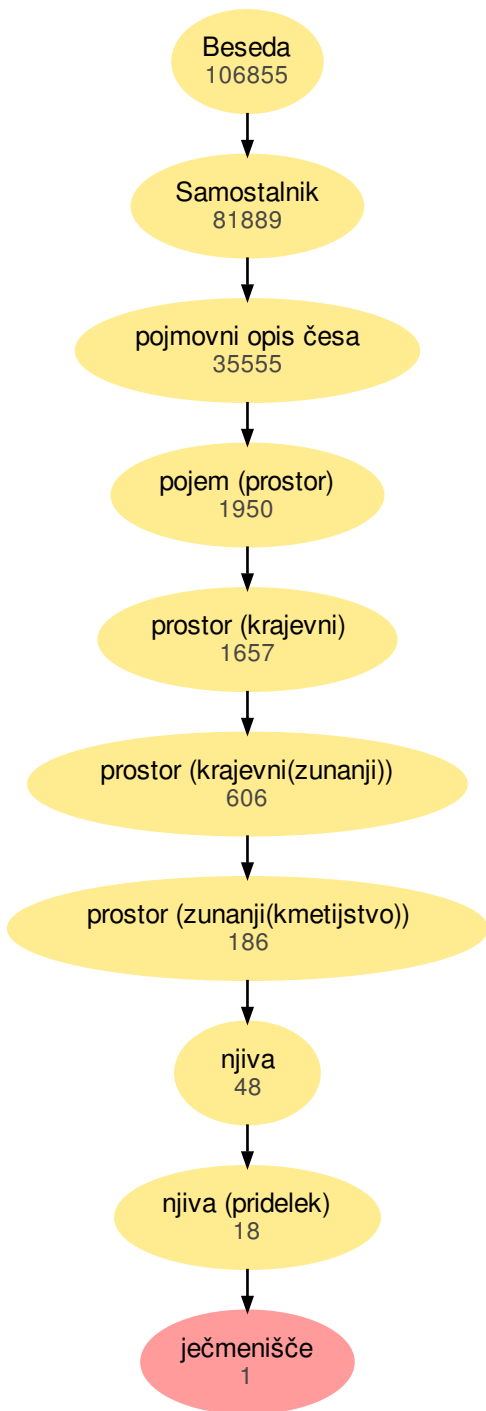 Beseda
106855
Samostalnik
81889
pojmovni opis česa
35555
pojem (prostor)
1950
prostor (krajevni)
1657
prostor (krajevni(zunanji))
606
prostor (zunanji(kmetijstvo))
186
njiva
48
njiva (pridelek)
18
ječmenišče
1